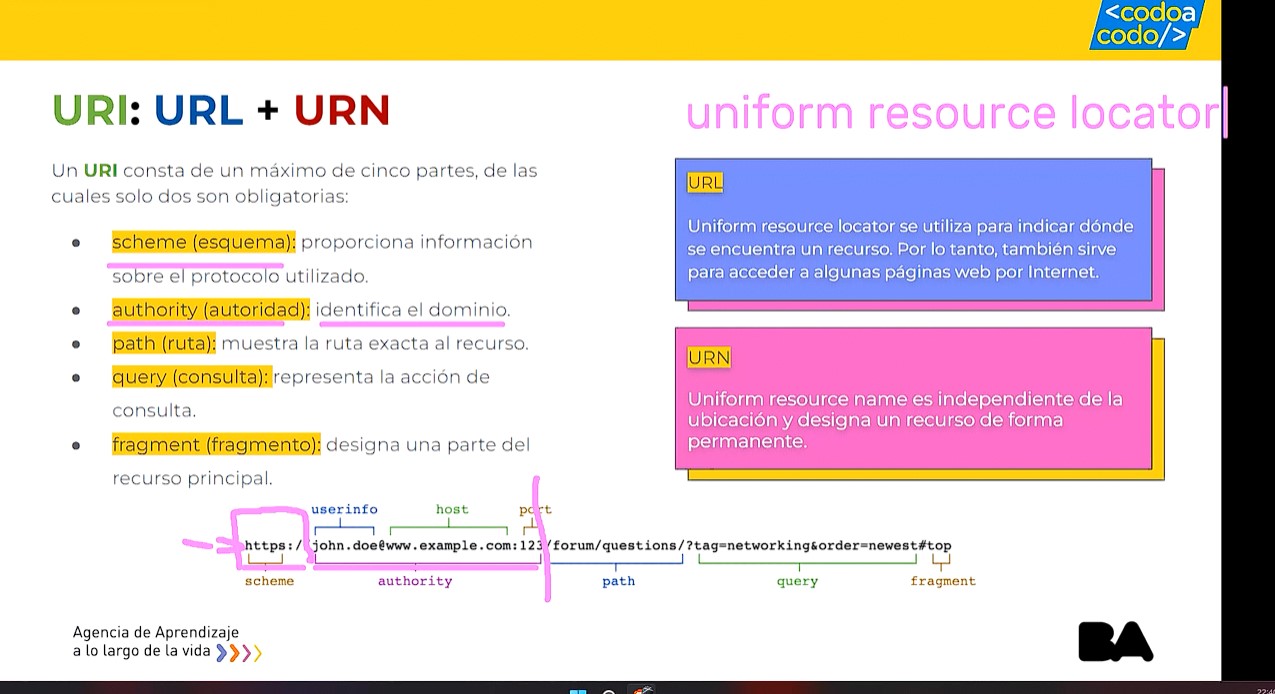 <codoa
codo/>
URI: URL + URN
uniform resource locator
Un URI consta de un máximo de cinco partes, de las
cuales solo dos son obligatorias:
scheme (esquema): proporciona información
sobre el protocolo utilizado.
authority (autoridad): identifica el dominio.
path (ruta): muestra la ruta exacta al recurso.
query (consulta): representa la acción de
consulta.
fragment (fragmento): designa una parte del
recurso principal.
URL
Uniform resource locator se utiliza para indicar dónde
se encuentra un recurso. Por lo tanto, también sirve
para acceder a algunas páginas web por Internet.
URN
Uniform resource name es independiente de la
ubicación y designa un recurso de forma
permanente.
userinfo host port
https:/ john.doe@www.example.com:123/forum/questions/?tag=networking&order=newest#top
scheme authority path query fragment
Agencia de Aprendizaje
a lo largo de la vida
BA